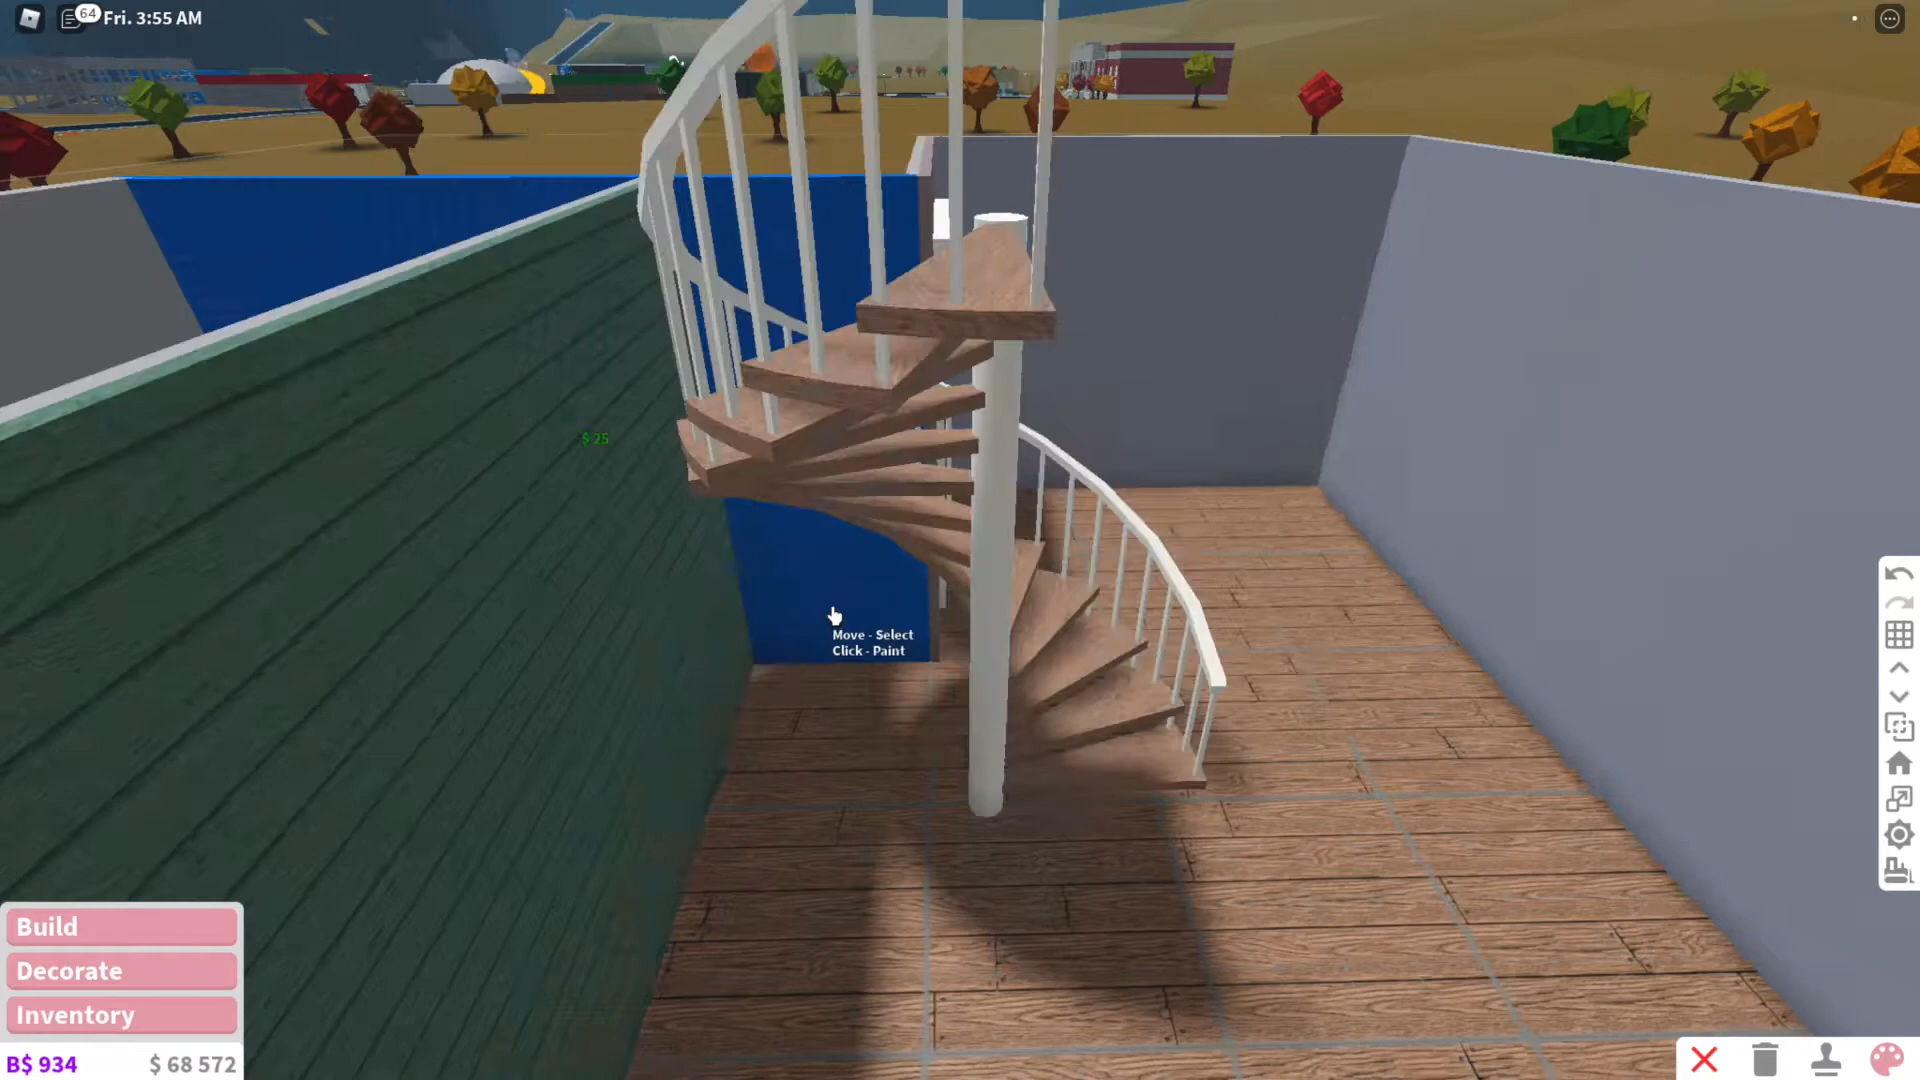 64
Fri. 3:55 AM
$ 25
Move - Select
Click - Paint
Build
Decorate
Inventory
B$ 934
$ 68 572